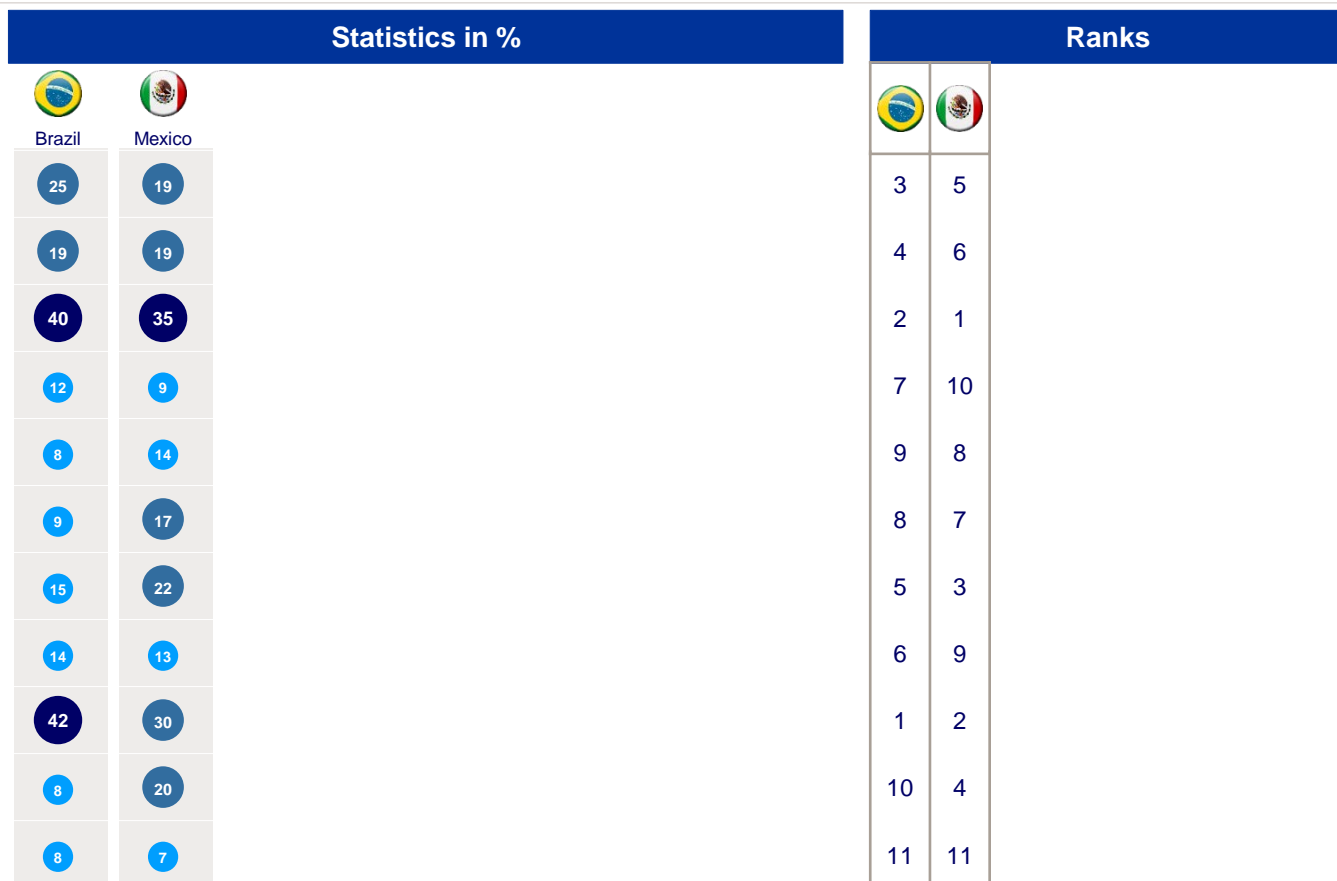 Statistics in % Ranks
Brazil Mexico
25 19 3 5
19 19 4 6
40 35 2 1
12 9 7 10
8 14 9 8
9 17 8 7
15 22 5 3
14 13 6 9
42 30 1 2
8 20 10 4
8 7 11 11